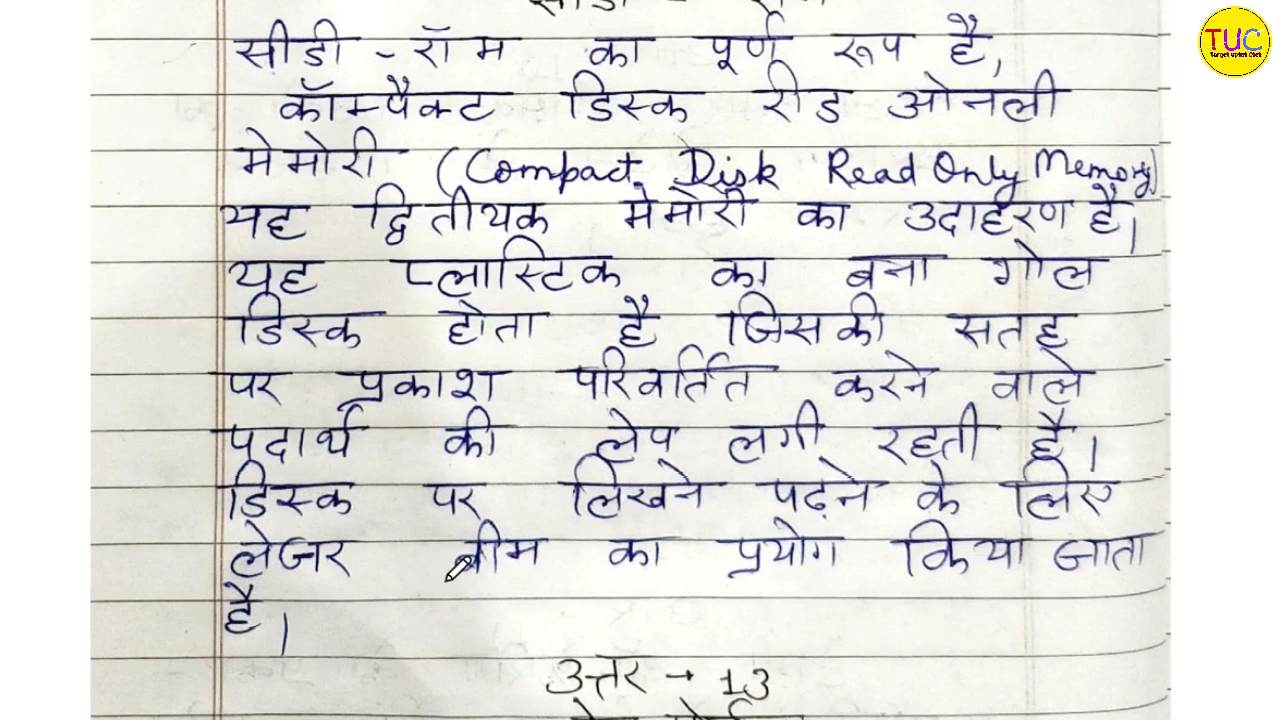 सीडी - रॉम का पूर्ण रूप है,
कॉम्पैक्ट डिस्क रीड ओनली
मेमोरी (Compact Disk Read Only Memory)
यह द्वितीयक मेमोरी का उदाहरण है।
यह प्लास्टिक का बना गोल
डिस्क होता है जिसकी सतह
पर प्रकाश परिवर्तित करने वाले
पदार्थ की लेप लगी रहती है।
डिस्क पर लिखने पढ़ने के लिए
लेजर बीम का प्रयोग किया जाता
है।
उत्तर → 13
TUC